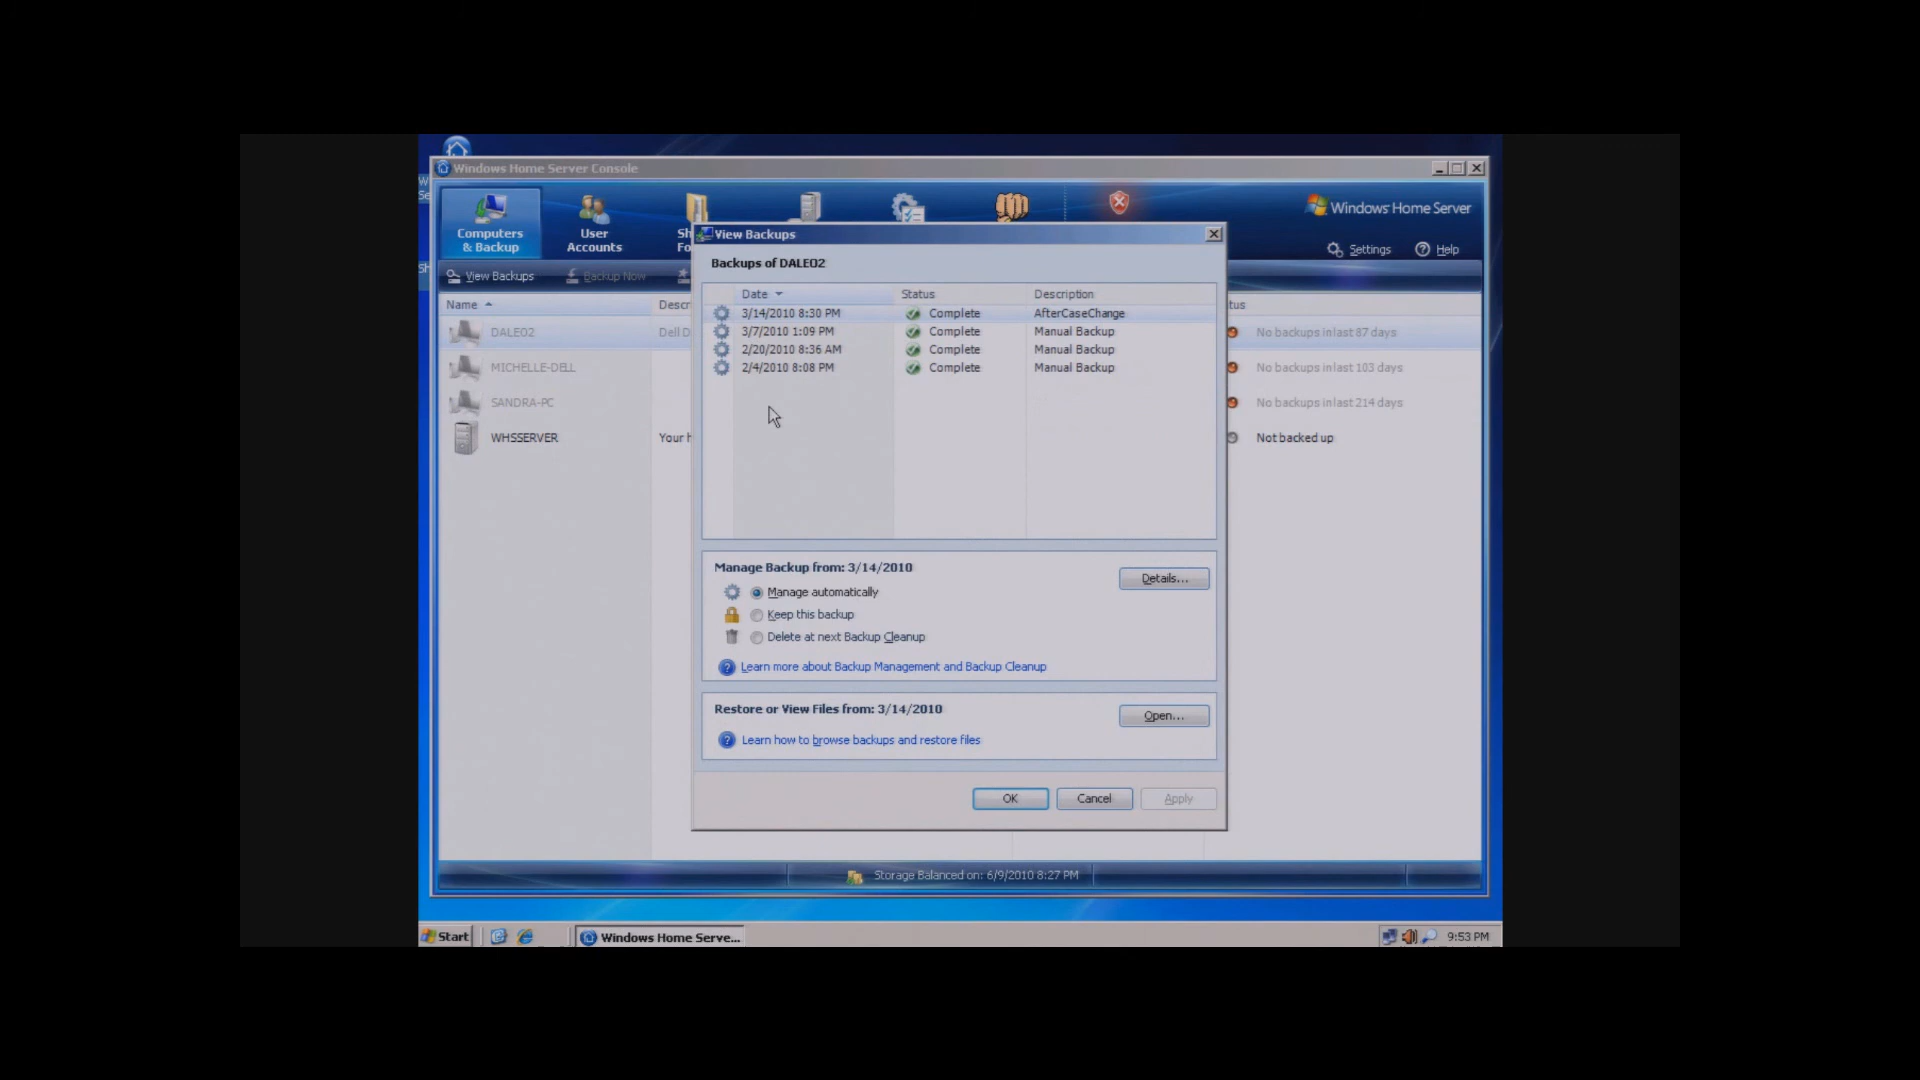 Windows Home Server Console
Computers & Backup
User Accounts
Windows Home Server
Settings
Help
View Backups
Backup Now
Name
DALE02
MICHELLE-DELL
SANDRA-PC
WHSSERVER
View Backups
Backups of DALE02
Date Status Description
3/14/2010 8:30 PM Complete AfterCaseChange
3/7/2010 1:09 PM Complete Manual Backup
2/20/2010 8:36 AM Complete Manual Backup
2/4/2010 8:08 PM Complete Manual Backup
Manage Backup from: 3/14/2010
Details...
Manage automatically
Keep this backup
Delete at next Backup Cleanup
Learn more about Backup Management and Backup Cleanup
Restore or View Files from: 3/14/2010
Open...
Learn how to browse backups and restore files
OK Cancel Apply
No backups in last 87 days
No backups in last 103 days
No backups in last 214 days
Not backed up
Storage Balanced on: 6/9/2010 8:27 PM
Start
Windows Home Serve...
9:53 PM